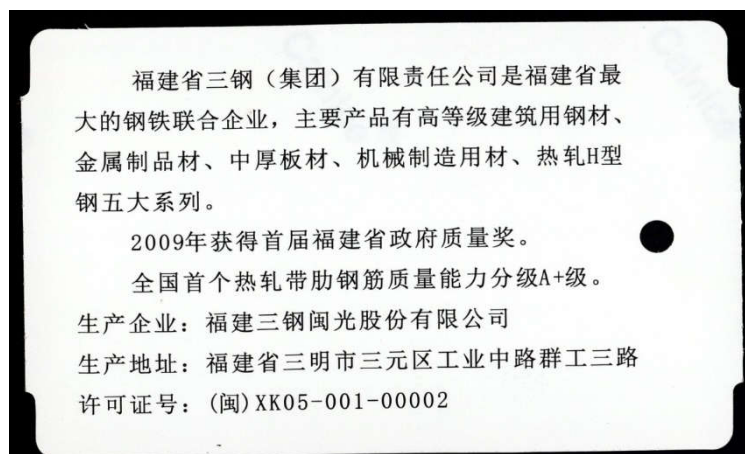 福建省三钢（集团）有限责任公司是福建省最
大的钢铁联合企业，主要产品有高等级建筑用钢材、
金属制品材、中厚板材、机械制造用材、热轧H型
钢五大系列。
2009年获得首届福建省政府质量奖。
全国首个热轧带肋钢筋质量能力分级A+级。
生产企业：福建三钢闽光股份有限公司
生产地址：福建省三明市三元区工业中路群工三路
许可证号：(闽)XK05-001-00002